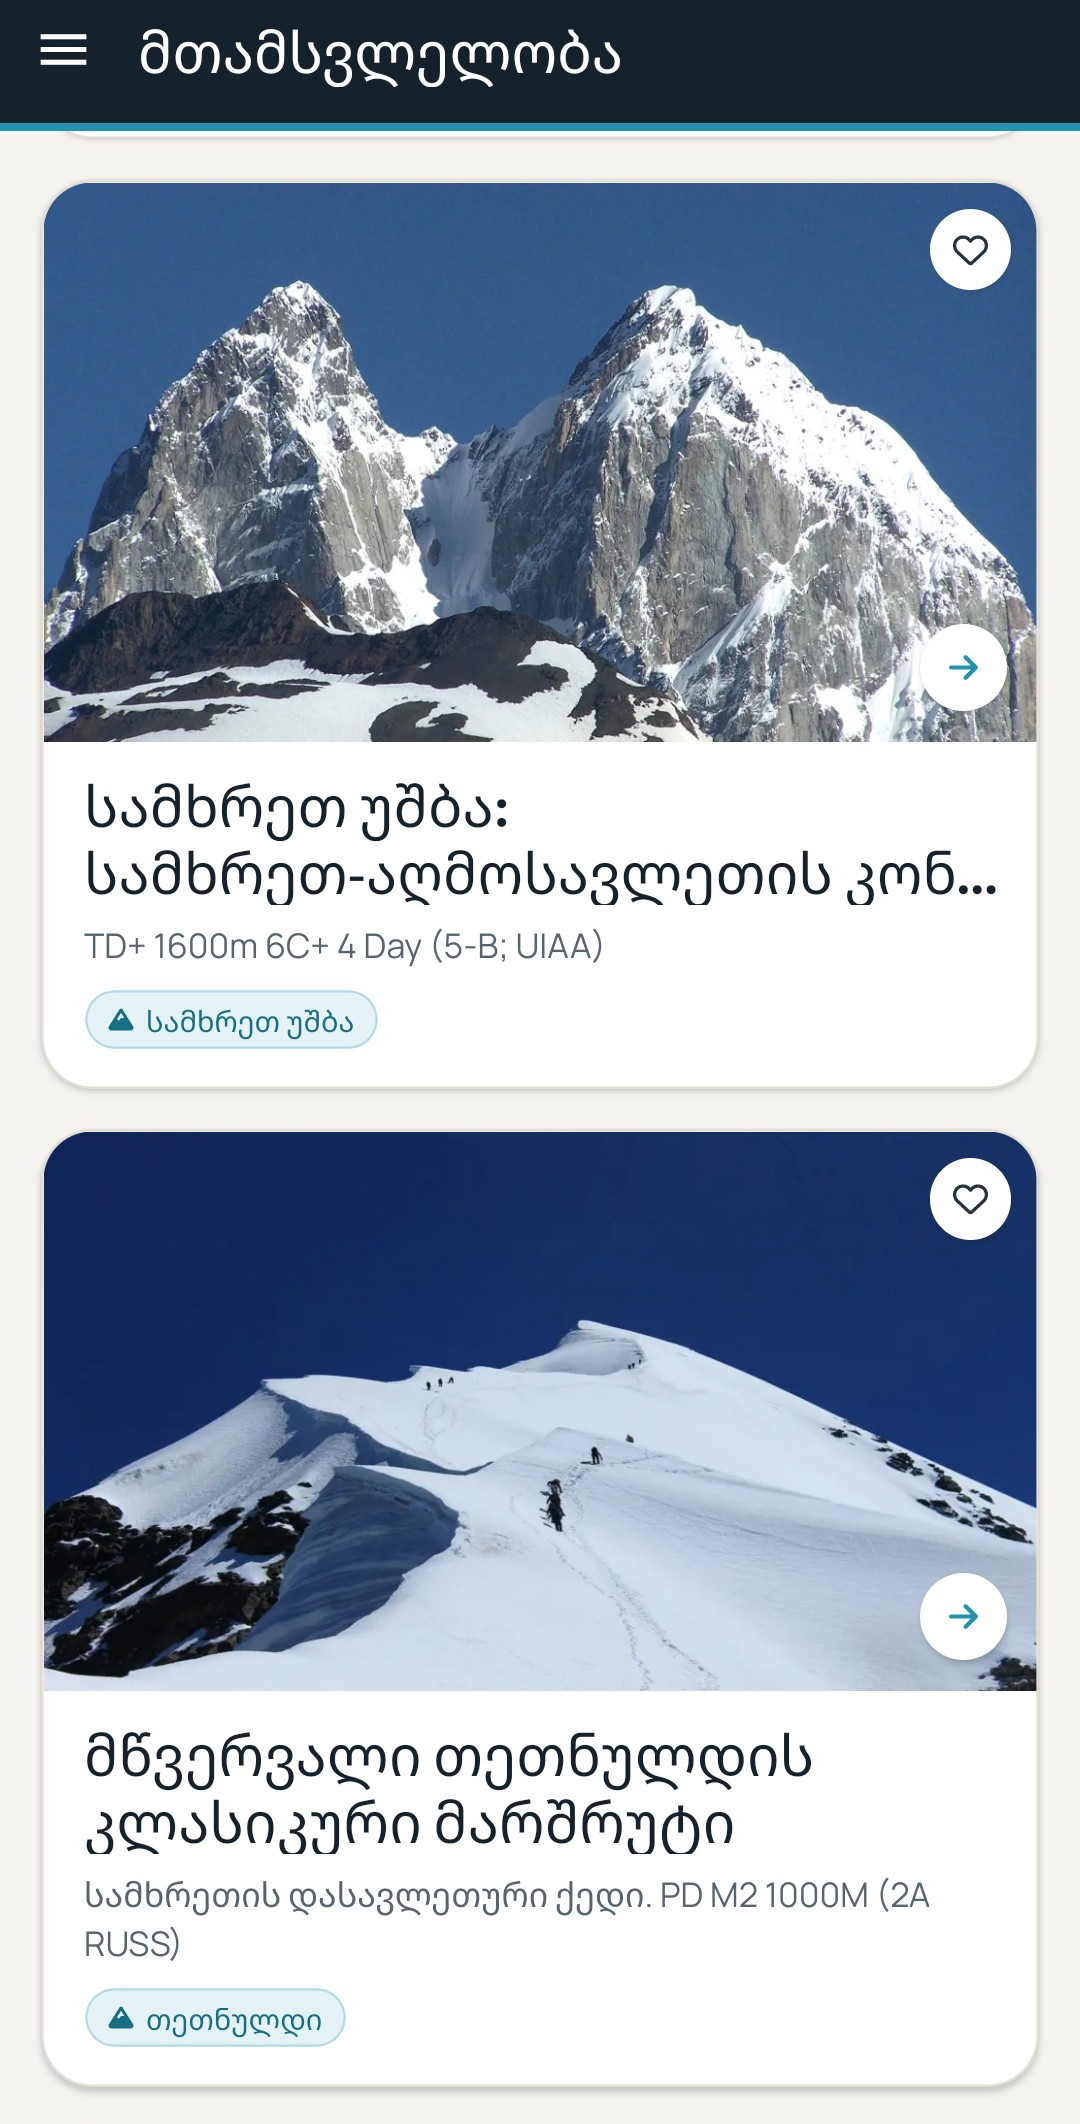 მთამსვლელობა
სამხრეთ უშბა:
სამხრეთ-აღმოსავლეთის კონ...
TD+ 1600m 6C+ 4 Day (5-B; UIAA)
სამხრეთ უშბა
მწვერვალი თეთნულდის
კლასიკური მარშრუტი
სამხრეთის დასავლეთური ქედი. PD M2 1000M (2A
RUSS)
თეთნულდი